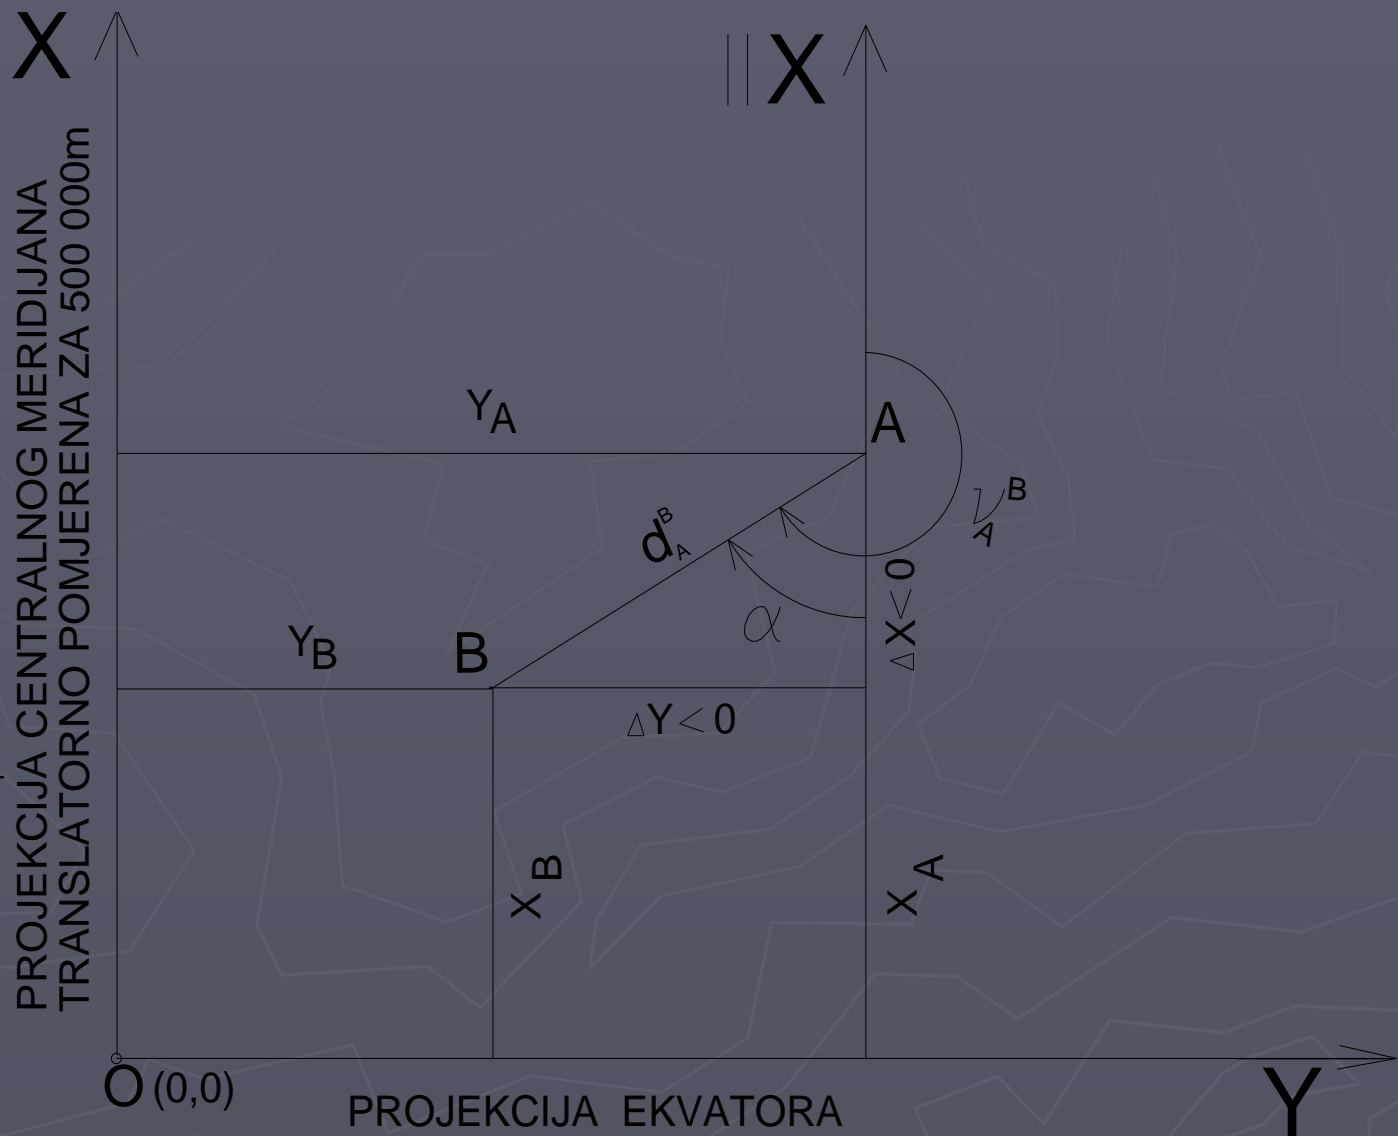 X
|| X
PROJEKCIJA CENTRALNOG MERIDIJANA
TRANSLATORNO POMJERENA ZA 500 000m
Y_A
A
ν_A^B
d_A^B
α
ΔX<0
Y_B
B
ΔY<0
X_B
X_A
O (0,0)
PROJEKCIJA EKVATORA
Y